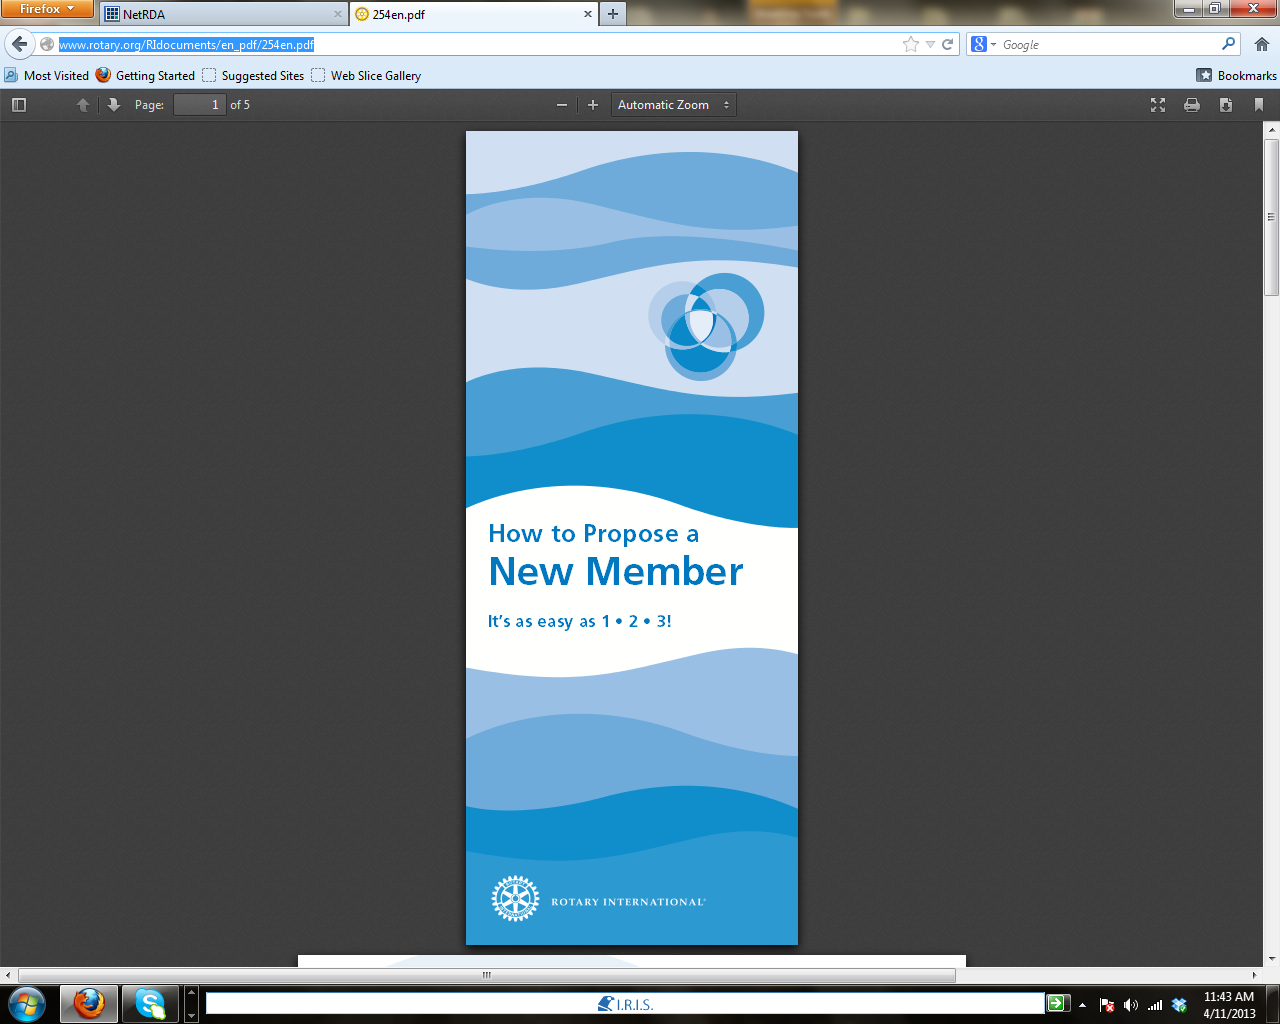 Firefox
NetRDA
254en.pdf
www.rotary.org/RIdocuments/en_pdf/254en.pdf
Google
Most Visited
Getting Started
Suggested Sites
Web Slice Gallery
Bookmarks
Page:
1
of 5
Automatic Zoom
How to Propose a
New Member
It's as easy as 1 • 2 • 3!
ROTARY INTERNATIONAL
I.R.I.S.
11:43 AM
4/11/2013